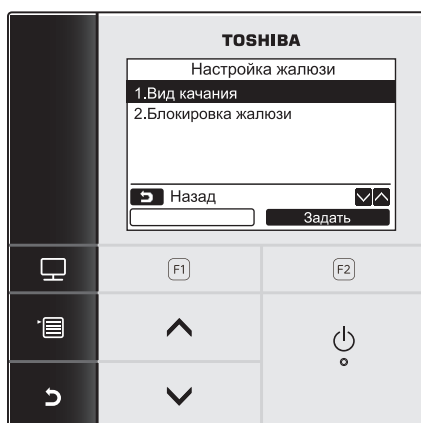 TOSHIBA
Настройка жалюзи
1.Вид качания
2.Блокировка жалюзи
Назад
Задать
F1
F2